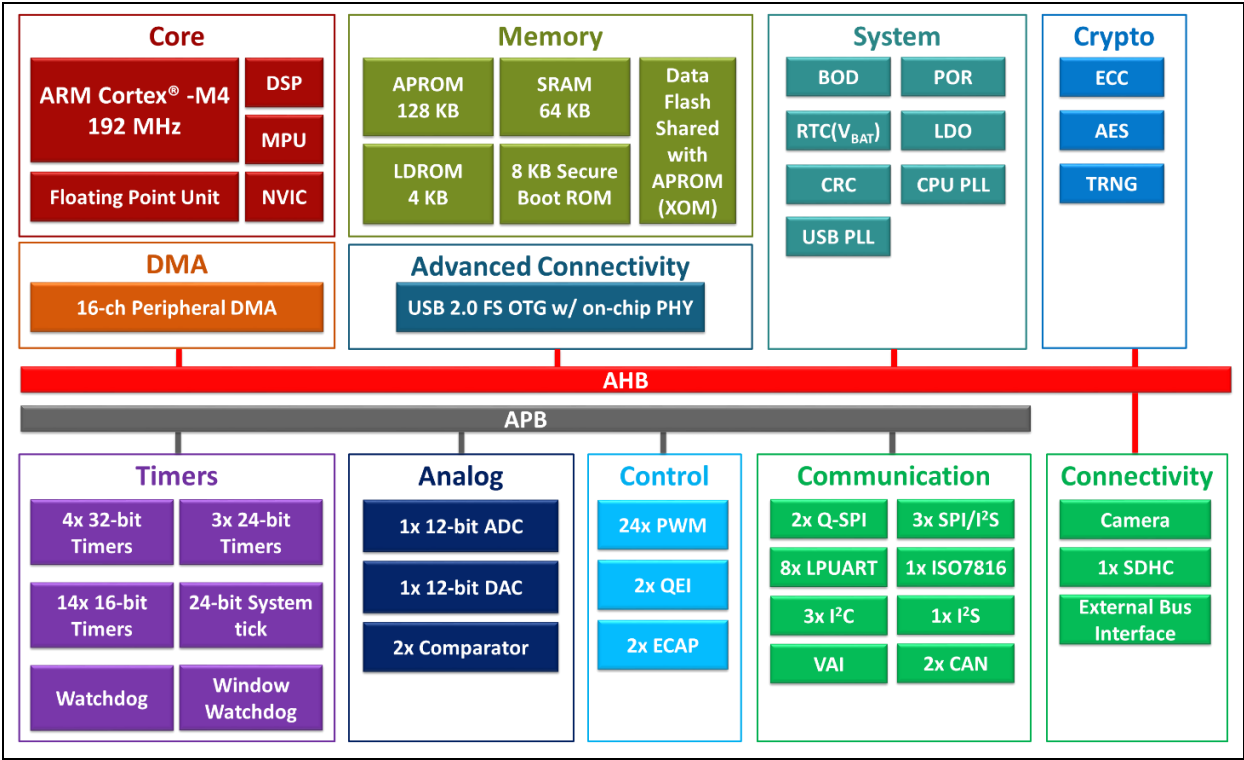 Core
ARM Cortex® -M4
192 MHz
DSP
MPU
Floating Point Unit
NVIC
Memory
APROM
128 KB
SRAM
64 KB
Data
Flash
Shared
with
APROM
(XOM)
LDROM
4 KB
8 KB Secure
Boot ROM
System
BOD
POR
RTC(VBAT)
LDO
CRC
CPU PLL
USB PLL
Crypto
ECC
AES
TRNG
DMA
16-ch Peripheral DMA
Advanced Connectivity
USB 2.0 FS OTG w/ on-chip PHY
AHB
APB
Timers
4x 32-bit
Timers
3x 24-bit
Timers
14x 16-bit
Timers
24-bit System
tick
Watchdog
Window
Watchdog
Analog
1x 12-bit ADC
1x 12-bit DAC
2x Comparator
Control
24x PWM
2x QEI
2x ECAP
Communication
2x Q-SPI
3x SPI/I²S
8x LPUART
1x ISO7816
3x I²C
1x I²S
VAI
2x CAN
Connectivity
Camera
1x SDHC
External Bus
Interface